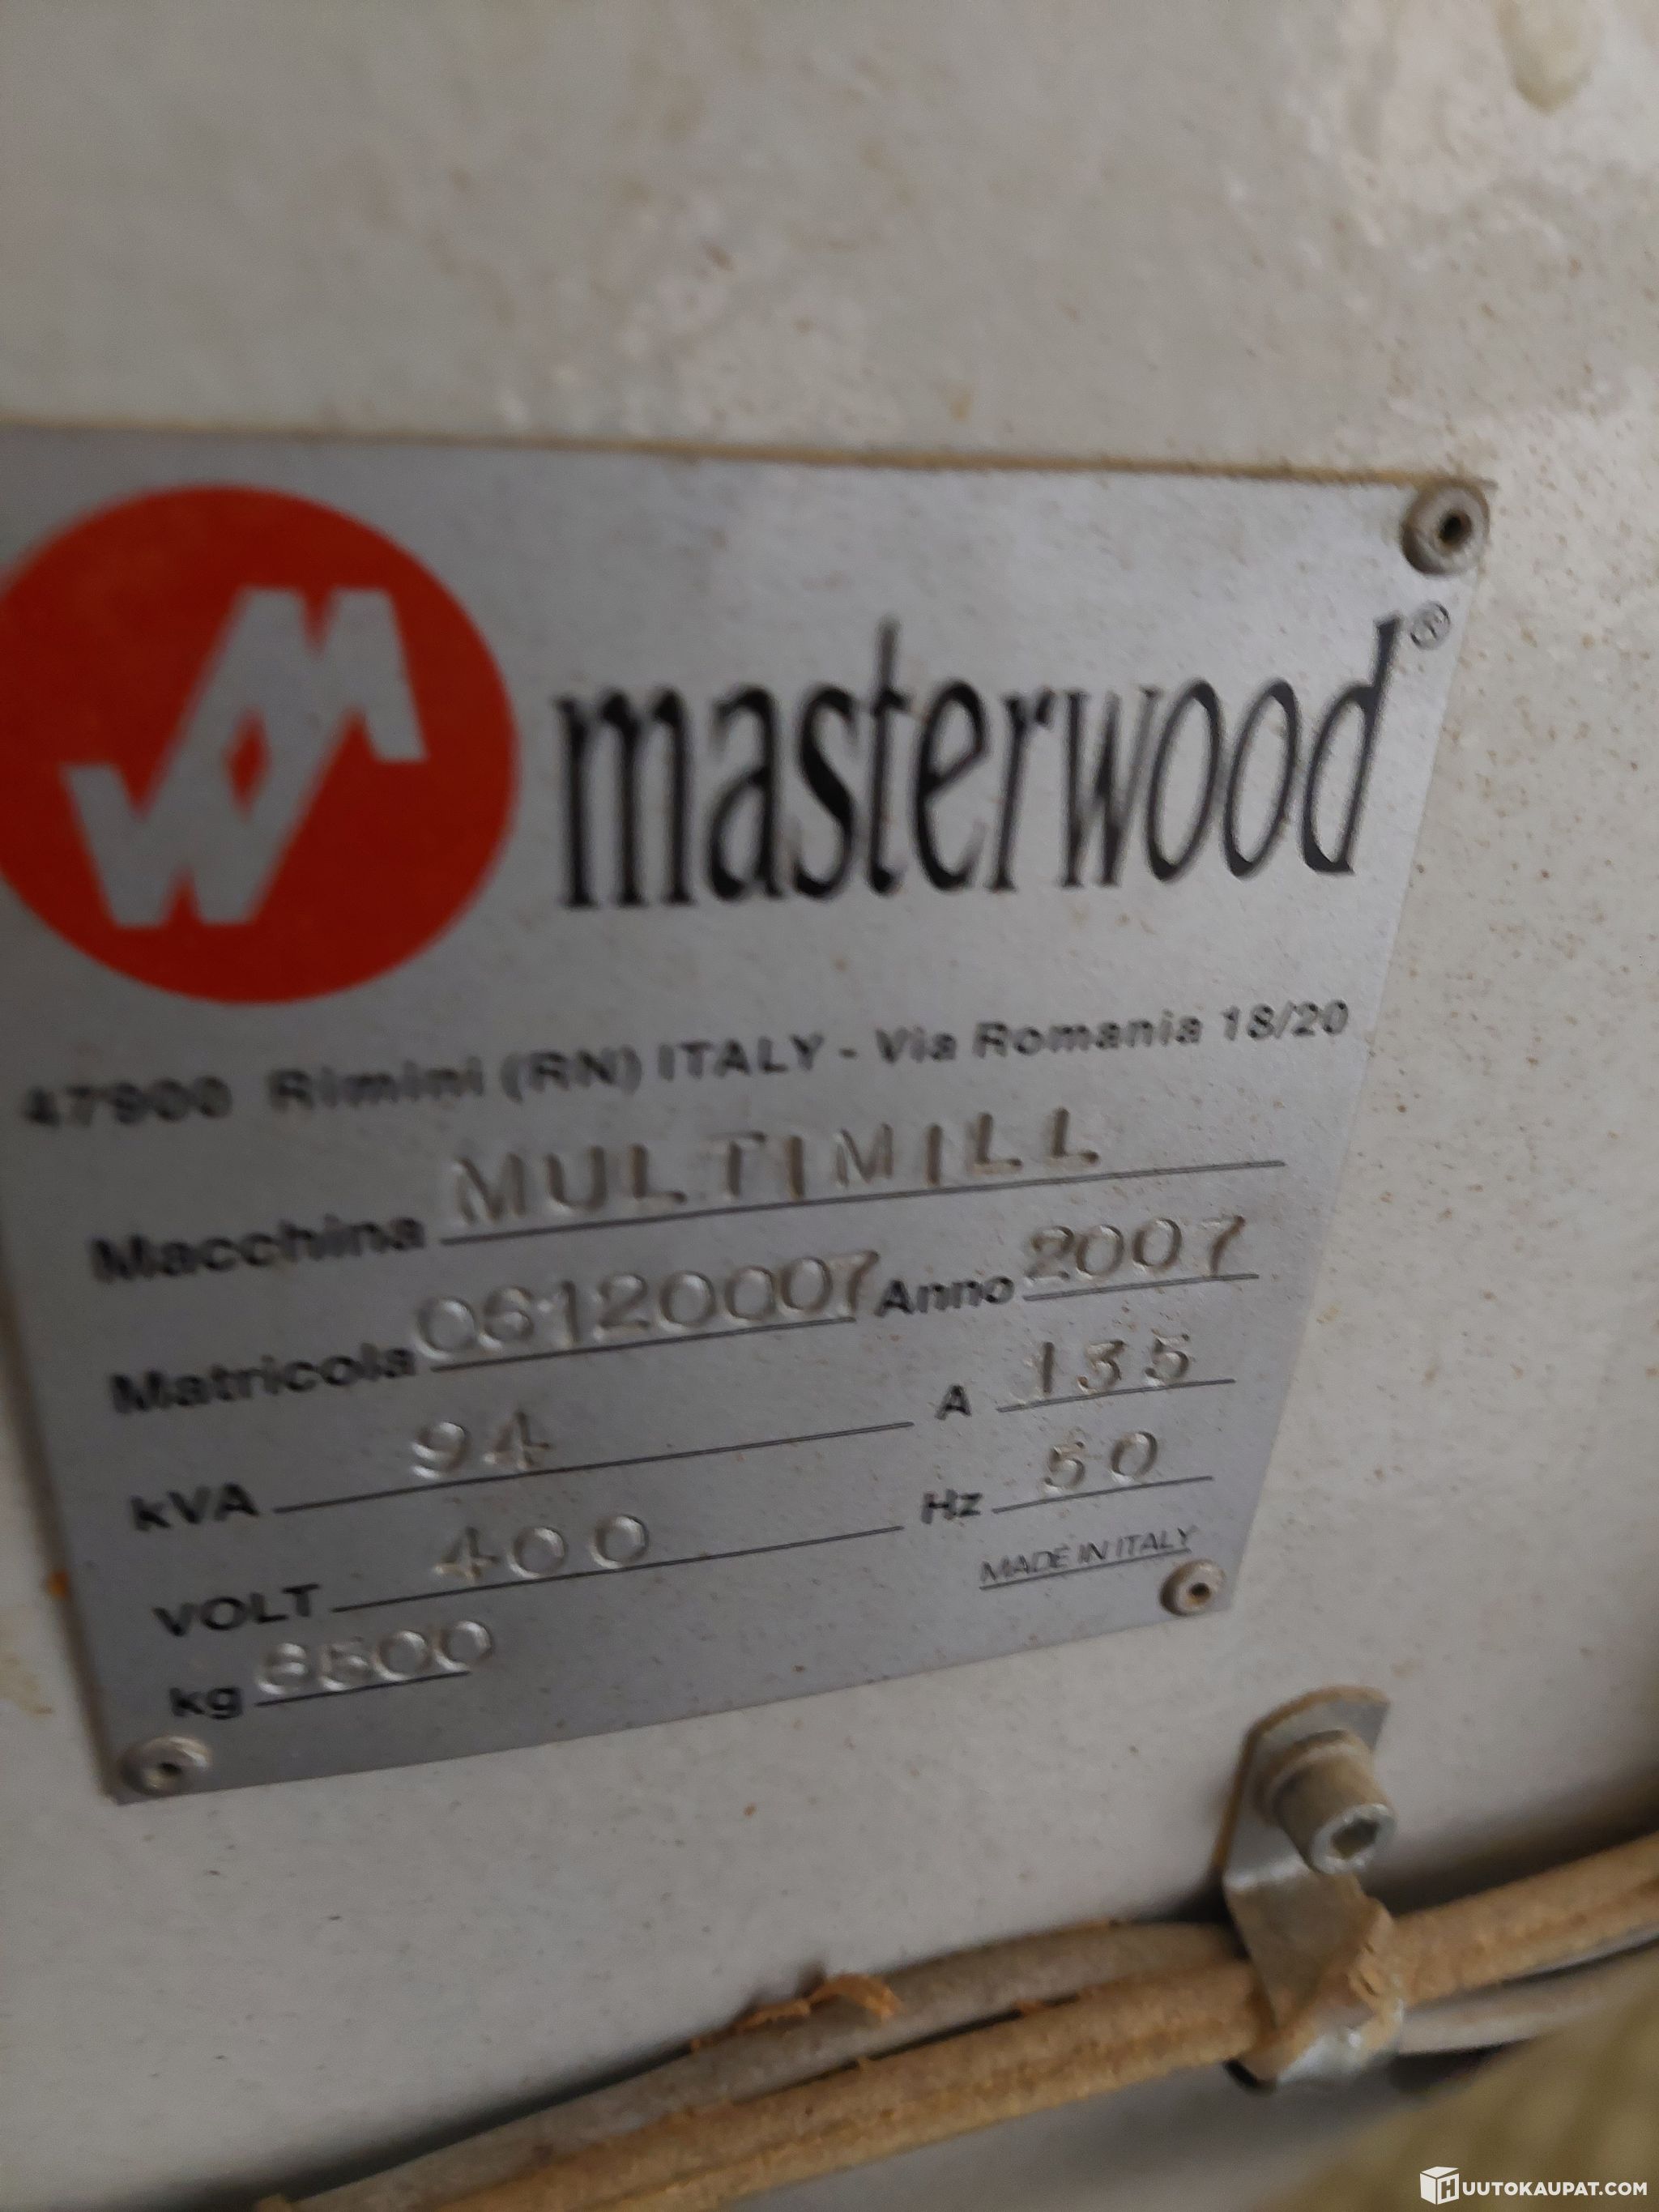 masterwood®
47900 Rimini (RN) ITALY - Via Romania 18/20
Macchina MULTIMILL
Matricola 06120007 Anno 2007
kVA 94 A 135
VOLT 400 Hz 50
kg 6500
MADE IN ITALY
HUUTOKAUPAT.COM